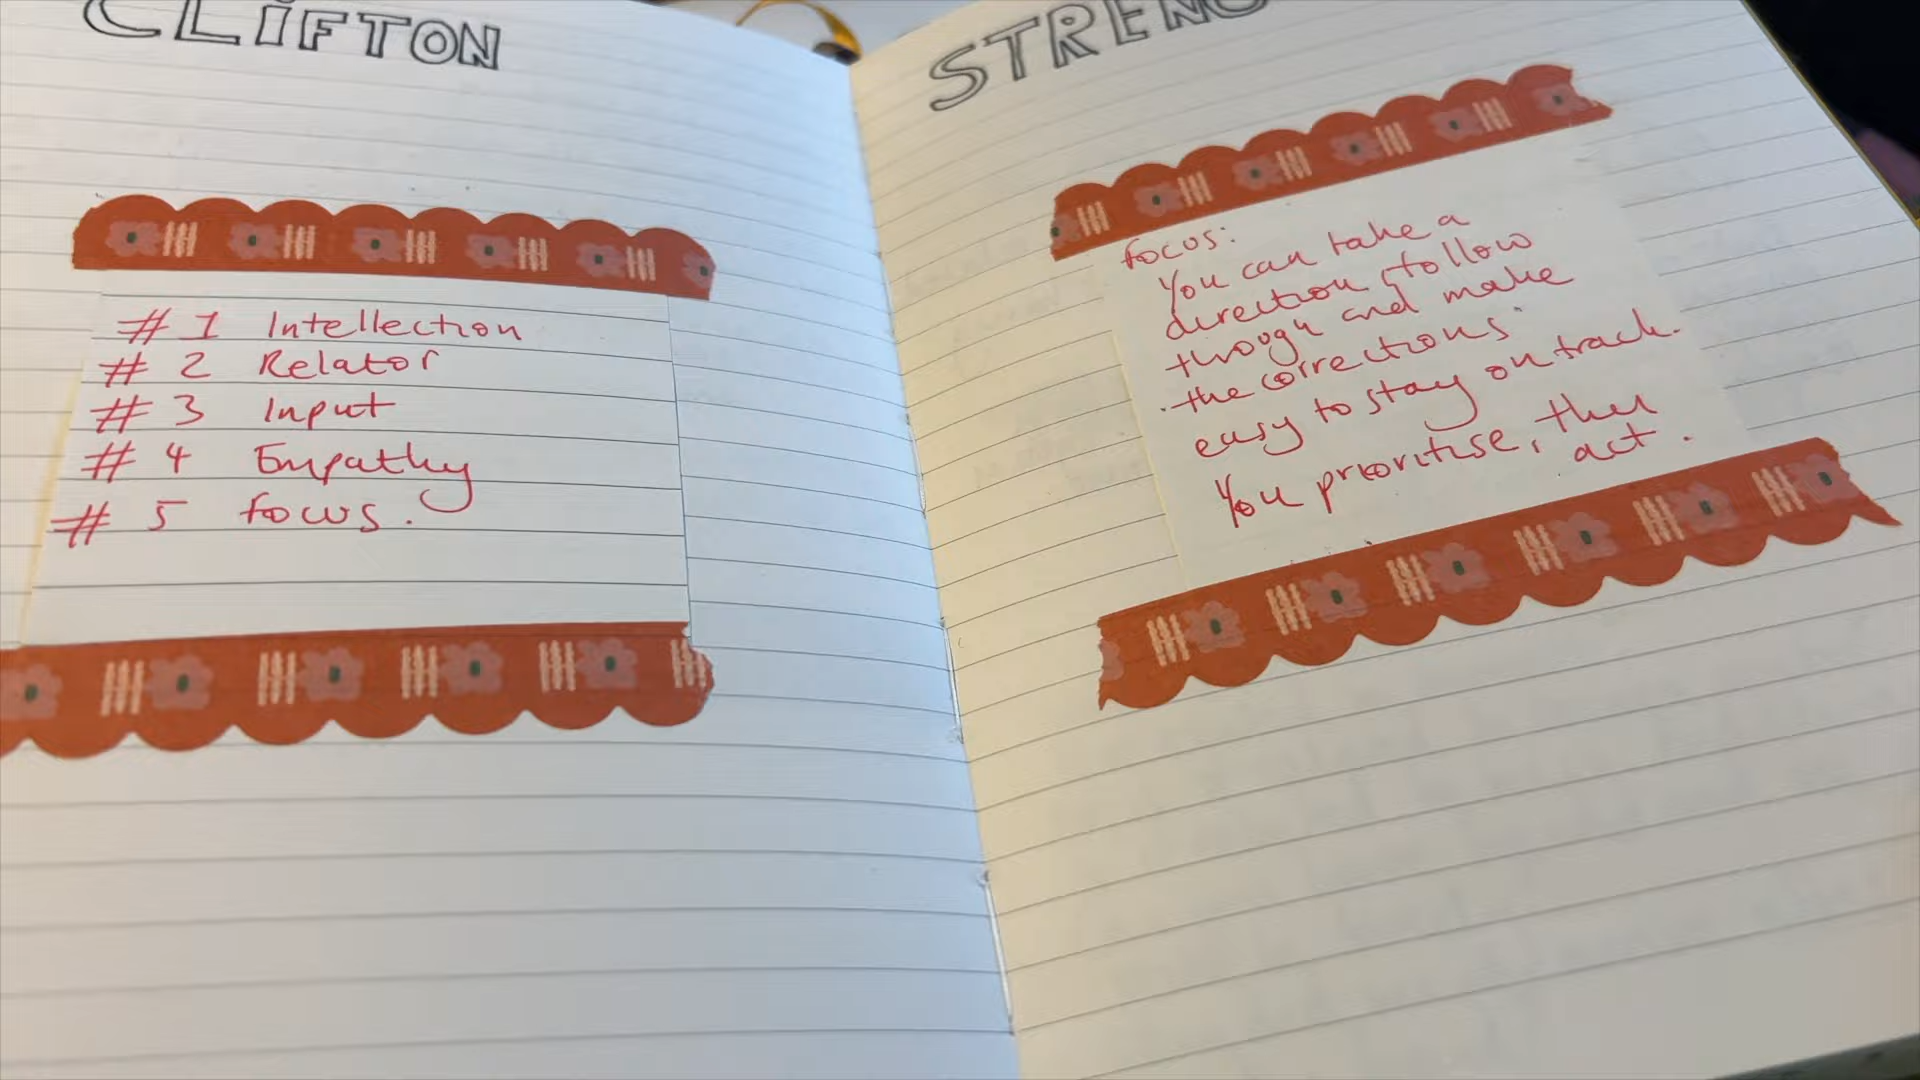 CLIFTON
# 1 Intellection
# 2 Relator
# 3 Input
# 4 Empathy
# 5 focus.
STRENG
focus:
You can take a
direction, follow
though and make
the corrections.
easy to stay on track.
You prioritise, then
act.